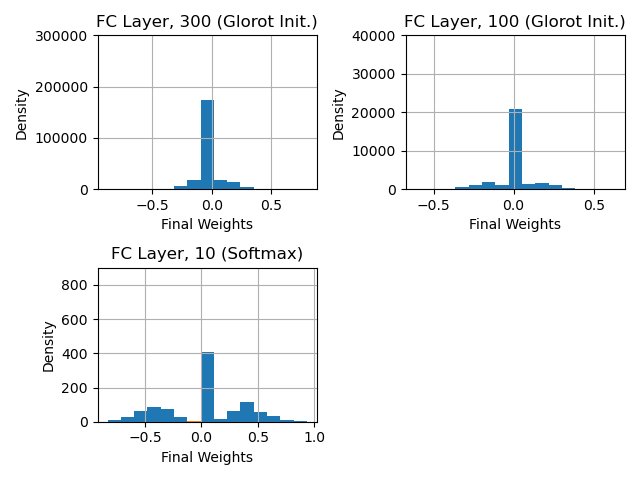 FC Layer, 300 (Glorot Init.)
300000
200000
100000
0
Density
−0.5
0.0
0.5
Final Weights
FC Layer, 100 (Glorot Init.)
40000
30000
20000
10000
0
Density
−0.5
0.0
0.5
Final Weights
FC Layer, 10 (Softmax)
800
600
400
200
0
Density
−0.5
0.0
0.5
1.0
Final Weights